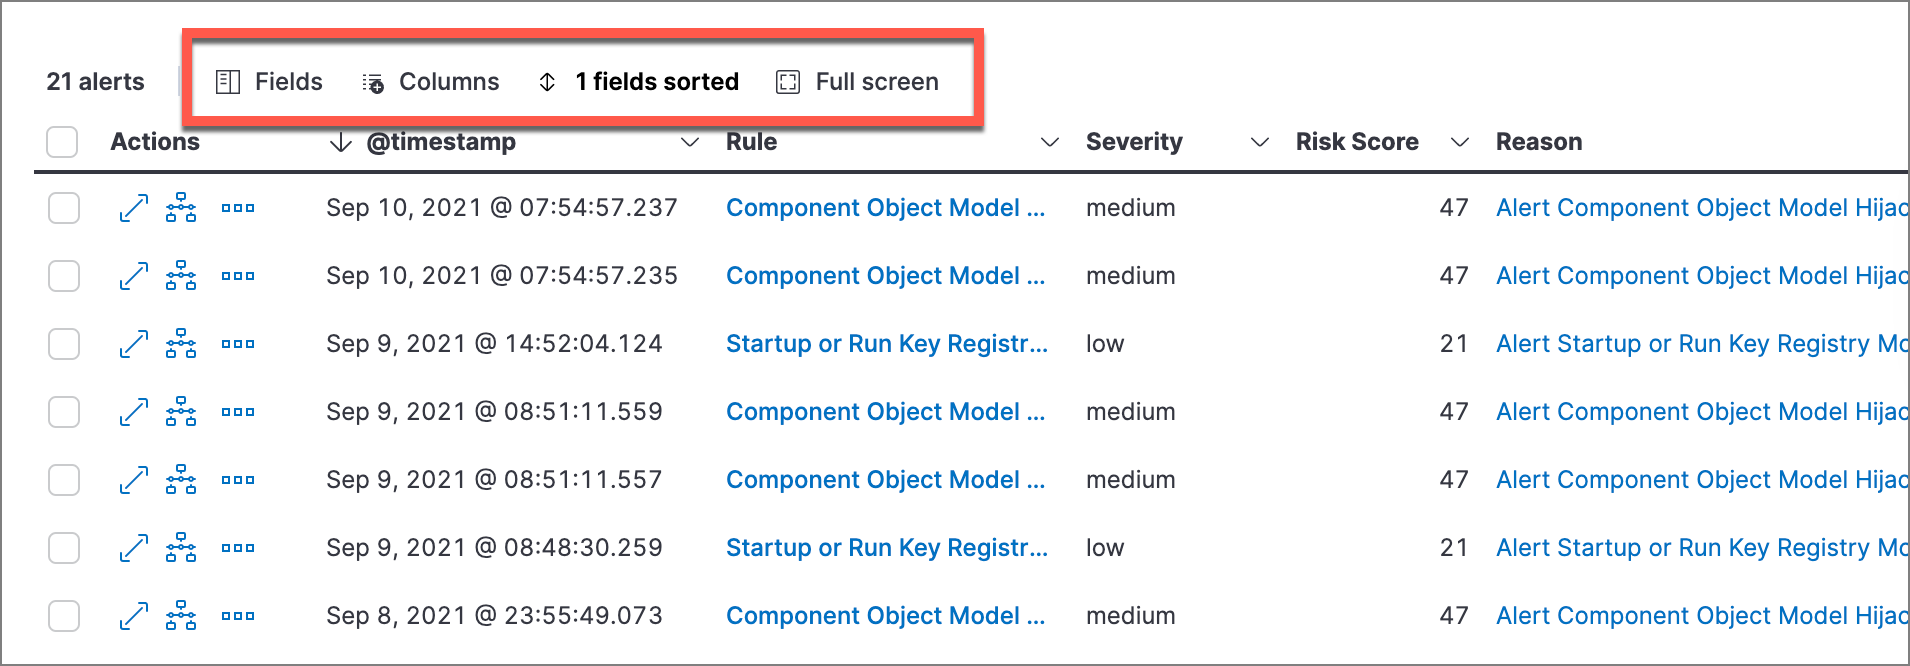 21 alerts Fields Columns 1 fields sorted Full screen
Actions @timestamp Rule Severity Risk Score Reason
Sep 10, 2021 @ 07:54:57.237 Component Object Model ... medium 47 Alert Component Object Model Hijac
Sep 10, 2021 @ 07:54:57.235 Component Object Model ... medium 47 Alert Component Object Model Hijac
Sep 9, 2021 @ 14:52:04.124 Startup or Run Key Registr... low 21 Alert Startup or Run Key Registry Mo
Sep 9, 2021 @ 08:51:11.559 Component Object Model ... medium 47 Alert Component Object Model Hijac
Sep 9, 2021 @ 08:51:11.557 Component Object Model ... medium 47 Alert Component Object Model Hijac
Sep 9, 2021 @ 08:48:30.259 Startup or Run Key Registr... low 21 Alert Startup or Run Key Registry Mo
Sep 8, 2021 @ 23:55:49.073 Component Object Model ... medium 47 Alert Component Object Model Hijac